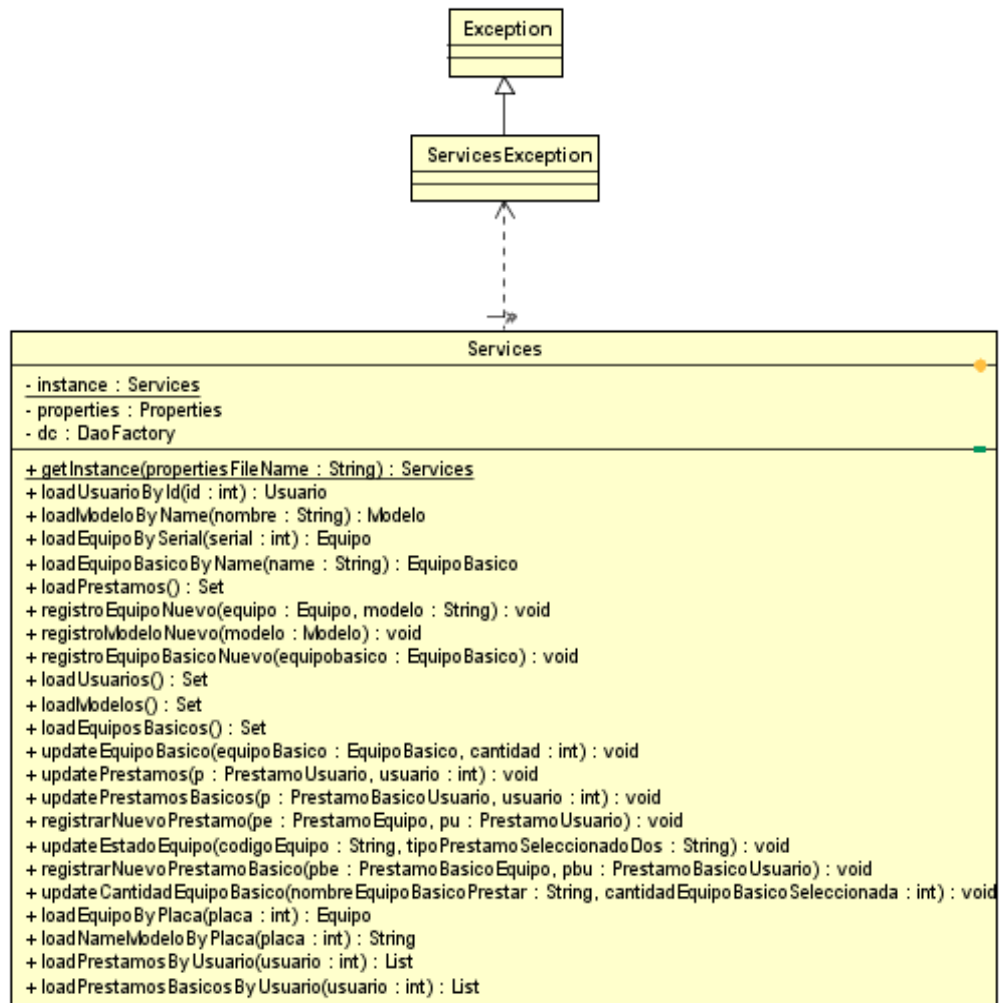 Exception
ServicesException
Services
- instance : Services
- properties : Properties
- dc : DaoFactory
+ getInstance(propertiesFileName : String) : Services
+ loadUsuarioById(id : int) : Usuario
+ loadModeloByName(nombre : String) : Modelo
+ loadEquipoBySerial(serial : int) : Equipo
+ loadEquipoBasicoByName(name : String) : EquipoBasico
+ loadPrestamos() : Set
+ registroEquipoNuevo(equipo : Equipo, modelo : String) : void
+ registroModeloNuevo(modelo : Modelo) : void
+ registroEquipoBasicoNuevo(equipobasico : EquipoBasico) : void
+ loadUsuarios() : Set
+ loadModelos() : Set
+ loadEquiposBasicos() : Set
+ updateEquipoBasico(equipoBasico : EquipoBasico, cantidad : int) : void
+ updatePrestamos(p : PrestamoUsuario, usuario : int) : void
+ updatePrestamosBasicos(p : PrestamoBasicoUsuario, usuario : int) : void
+ registrarNuevoPrestamo(pe : PrestamoEquipo, pu : PrestamoUsuario) : void
+ updateEstadoEquipo(codigoEquipo : String, tipoPrestamoSeleccionadoDos : String) : void
+ registrarNuevoPrestamoBasico(pbe : PrestamoBasicoEquipo, pbu : PrestamoBasicoUsuario) : void
+ updateCantidadEquipoBasico(nombreEquipoBasicoPrestar : String, cantidadEquipoBasicoSeleccionada : int) : void
+ loadEquipoByPlaca(placa : int) : Equipo
+ loadNameModeloByPlaca(placa : int) : String
+ loadPrestamosByUsuario(usuario : int) : List
+ loadPrestamosBasicosByUsuario(usuario : int) : List